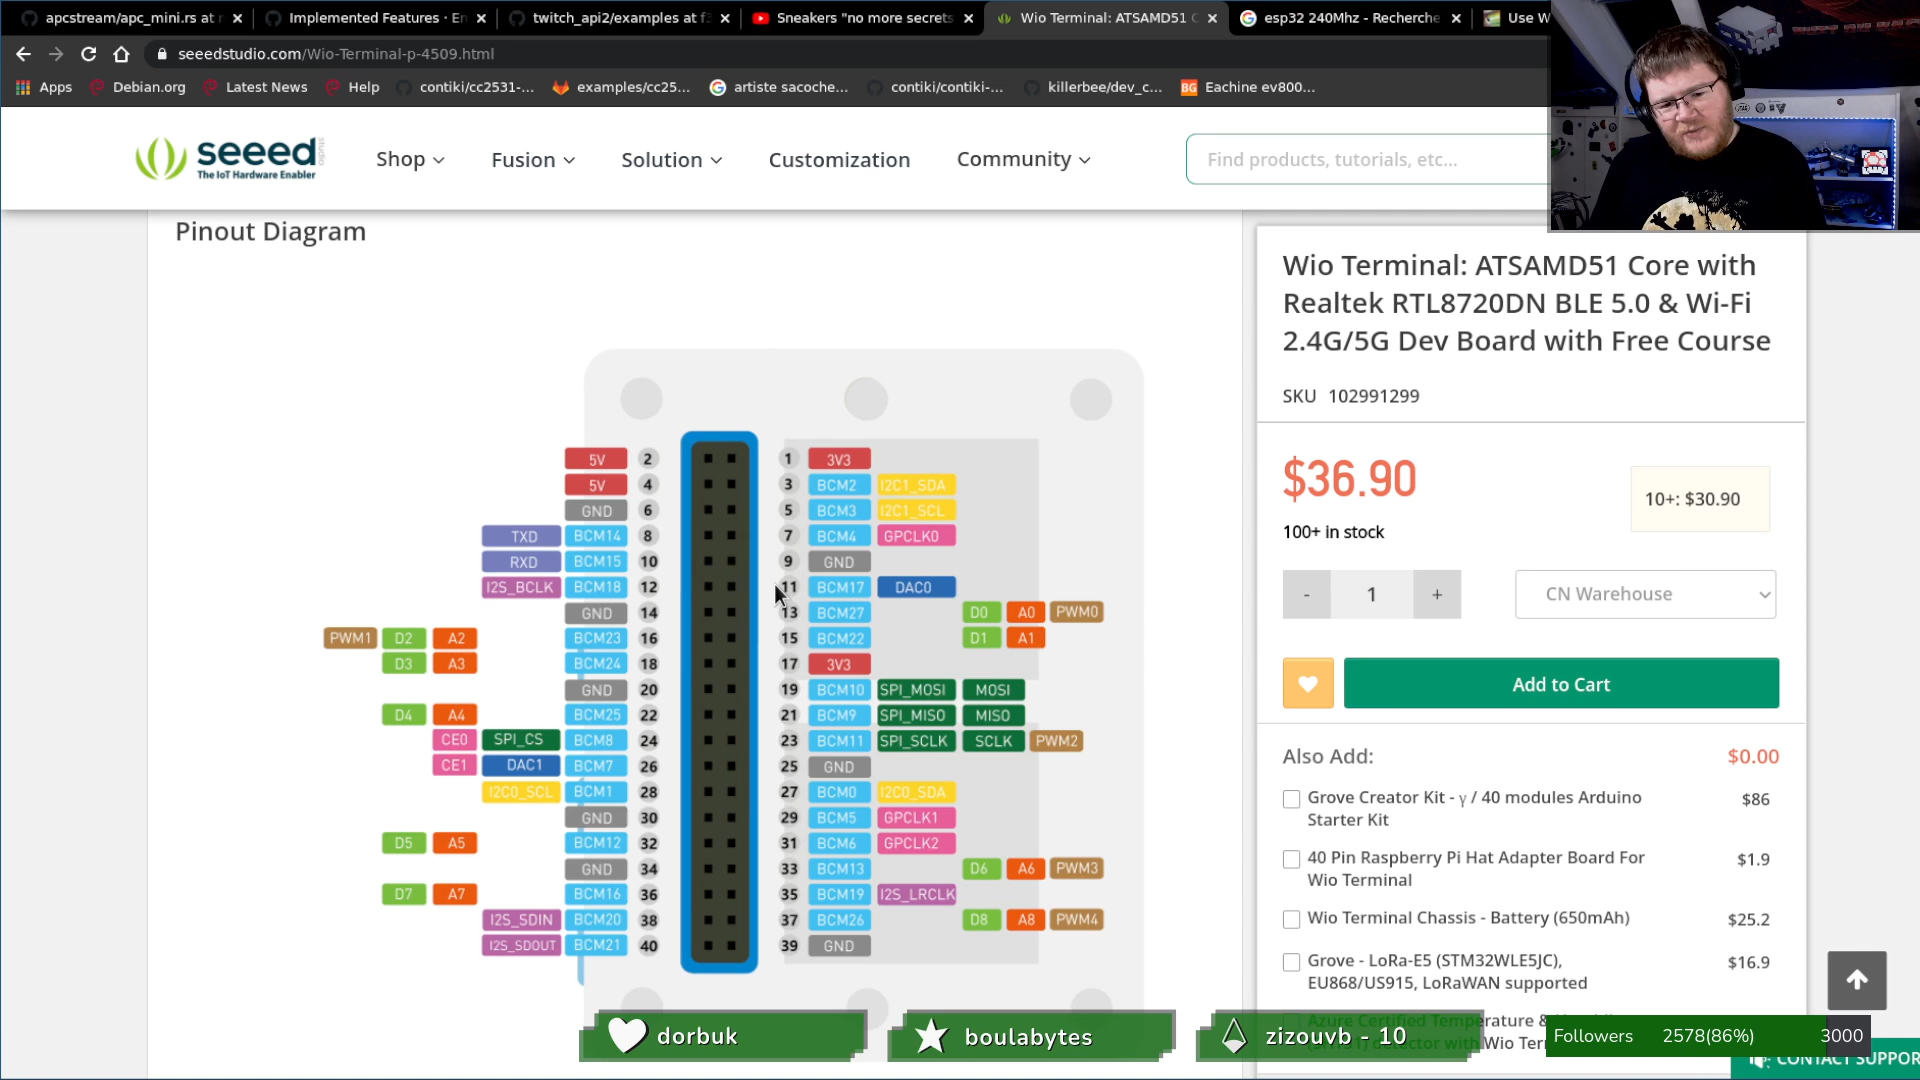 apcstream/apc_mini.rs at
Implemented Features · En
twitch_api2/examples at f3
Sneakers "no more secrets
Wio Terminal: ATSAMD51 C
esp32 240Mhz - Recherche
Use W
seeedstudio.com/Wio-Terminal-p-4509.html
Apps
Debian.org
Latest News
Help
contiki/cc2531-...
examples/cc25...
artiste sacoche...
contiki/contiki-...
killerbee/dev_c...
BG
Eachine ev800...
seeed studio
The IoT Hardware Enabler
Shop
Fusion
Solution
Customization
Community
Find products, tutorials, etc...
Pinout Diagram
5V 2 1 3V3
5V 4 3 BCM2 I2C1_SDA
GND 6 5 BCM3 I2C1_SCL
TXD BCM14 8 7 BCM4 GPCLK0
RXD BCM15 10 9 GND
I2S_BCLK BCM18 12 11 BCM17 DAC0
GND 14 13 BCM27 D0 A0 PWM0
PWM1 D2 A2 BCM23 16 15 BCM22 D1 A1
D3 A3 BCM24 18 17 3V3
GND 20 19 BCM10 SPI_MOSI MOSI
D4 A4 BCM25 22 21 BCM9 SPI_MISO MISO
CE0 SPI_CS BCM8 24 23 BCM11 SPI_SCLK SCLK PWM2
CE1 DAC1 BCM7 26 25 GND
I2C0_SCL BCM1 28 27 BCM0 I2C0_SDA
GND 30 29 BCM5 GPCLK1
D5 A5 BCM12 32 31 BCM6 GPCLK2
GND 34 33 BCM13 D6 A6 PWM3
D7 A7 BCM16 36 35 BCM19 I2S_LRCLK
I2S_SDIN BCM20 38 37 BCM26 D8 A8 PWM4
I2S_SDOUT BCM21 40 39 GND
Wio Terminal: ATSAMD51 Core with
Realtek RTL8720DN BLE 5.0 & Wi-Fi
2.4G/5G Dev Board with Free Course
SKU 102991299
$36.90
10+: $30.90
100+ in stock
- 1 +
CN Warehouse
Add to Cart
Also Add: $0.00
Grove Creator Kit - γ / 40 modules Arduino
Starter Kit
$86
40 Pin Raspberry Pi Hat Adapter Board For
Wio Terminal
$1.9
Wio Terminal Chassis - Battery (650mAh)
$25.2
Grove - LoRa-E5 (STM32WLE5JC),
EU868/US915, LoRaWAN supported
$16.9
Azure Certified Temperature &
detector with Wio Ter
CONTACT SUPPOR
dorbuk
boulabytes
zizouvb - 10
Followers 2578(86%) 3000